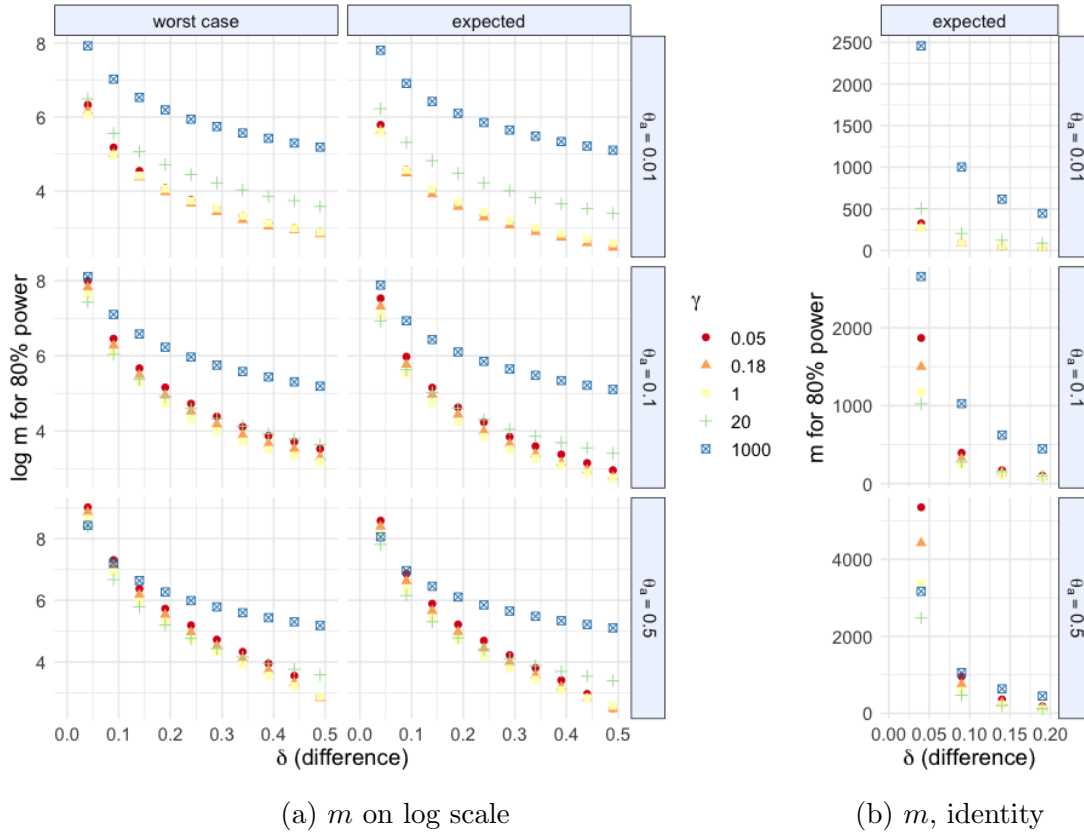 worst case
expected
expected
8
6
4
θa = 0.01
8
6
4
θa = 0.1
8
6
4
θa = 0.5
log m for 80% power
0.0 0.1 0.2 0.3 0.4 0.5
0.0 0.1 0.2 0.3 0.4 0.5
δ (difference)
γ
0.05
0.18
1
20
1000
2500
2000
1500
1000
500
0
θa = 0.01
2000
1000
0
θa = 0.1
4000
2000
0
θa = 0.5
m for 80% power
0.00 0.05 0.10 0.15 0.20
δ (difference)
(a) m on log scale
(b) m, identity